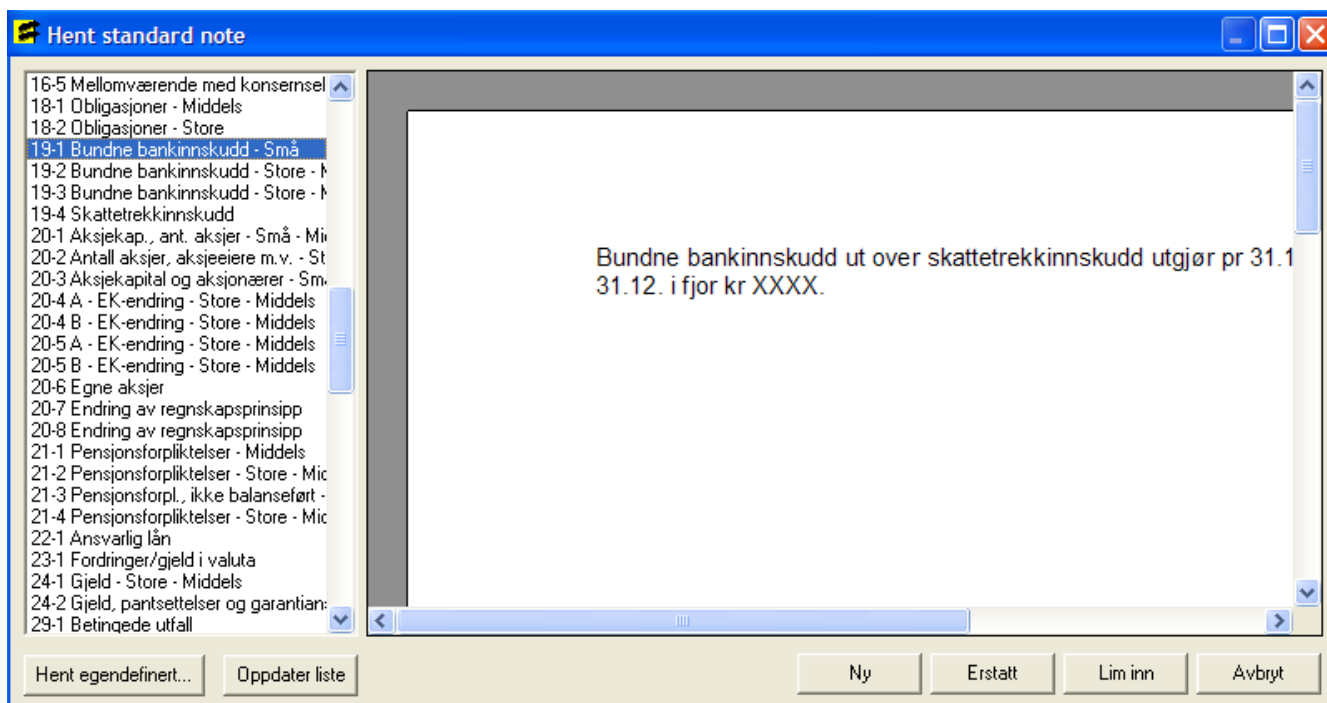 Hent standard note
16-5 Mellomværende med konsernsel
18-1 Obligasjoner - Middels
18-2 Obligasjoner - Store
19-1 Bundne bankinnskudd - Små
19-2 Bundne bankinnskudd - Store -
19-3 Bundne bankinnskudd - Store -
19-4 Skattetrekkinnskudd
20-1 Aksjekap., ant. aksjer - Små - Mi
20-2 Antall aksjer, aksjeeiere m.v. - St
20-3 Aksjekapital og aksjonærer - Sm
20-4 A - EK-endring - Store - Middels
20-4 B - EK-endring - Store - Middels
20-5 A - EK-endring - Store - Middels
20-5 B - EK-endring - Store - Middels
20-6 Egne aksjer
20-7 Endring av regnskapsprinsipp
20-8 Endring av regnskapsprinsipp
21-1 Pensjonsforpliktelser - Middels
21-2 Pensjonsforpliktelser - Store - Mid
21-3 Pensjonsforpl., ikke balanseført -
21-4 Pensjonsforpliktelser - Store - Mid
22-1 Ansvarlig lån
23-1 Fordringer/gjeld i valuta
24-1 Gjeld - Store - Middels
24-2 Gjeld, pantsettelser og garantian
29-1 Betingede utfall
Bundne bankinnskudd ut over skattetrekkinnskudd utgjør pr 31.1
31.12. i fjor kr XXXX.
Hent egendefinert...
Oppdater liste
Ny
Erstatt
Lim inn
Avbryt